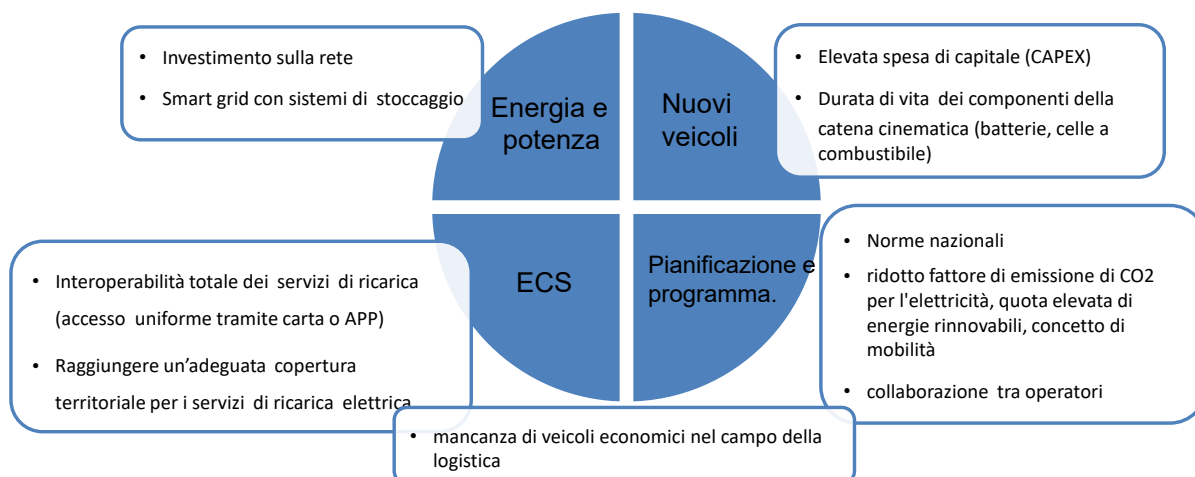 • Investimento sulla rete
• Smart grid con sistemi di stoccaggio
Energia e
potenza
Nuovi
veicoli
• Elevata spesa di capitale (CAPEX)
• Durata di vita dei componenti della
catena cinematica (batterie, celle a
combustibile)
• Interoperabilità totale dei servizi di ricarica
(accesso uniforme tramite carta o APP)
• Raggiungere un'adeguata copertura
territoriale per i servizi di ricarica elettrica
ECS
Pianificazione e
programma.
• Norme nazionali
• ridotto fattore di emissione di CO2
per l'elettricità, quota elevata di
energie rinnovabili, concetto di
mobilità
• collaborazione tra operatori
• mancanza di veicoli economici nel campo della
logistica